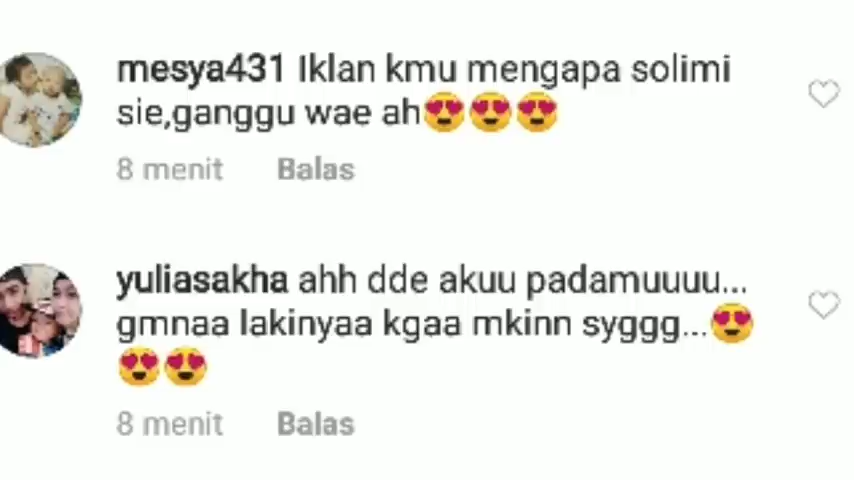 mesya431 Iklan kmu mengapa solimi
sie,ganggu wae ah😍😍😍
8 menit Balas
yuliasakha ahh dde akuu padamuuuu...
gmnaa lakinyaa kgaa mkinn syggg...😍
😍😍
8 menit Balas